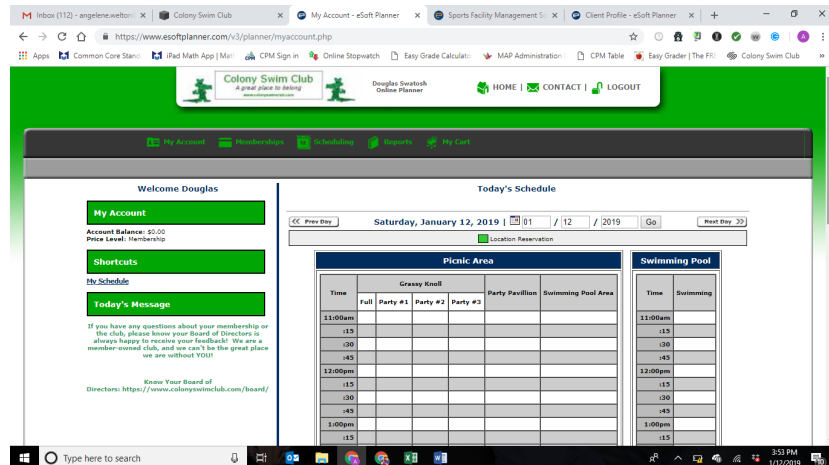 Inbox (112) - angelene.welton
Colony Swim Club
My Account - eSoft Planner
Sports Facility Management So
Client Profile - eSoft Planner
https://www.esoftplanner.com/v3/planner/myaccount.php
Apps
Common Core Stand
iPad Math App | Mat
CPM Sign in
Online Stopwatch
Easy Grade Calculato
MAP Administration
CPM Table
Easy Grader | The FRE
Colony Swim Club
Colony Swim Club
A great place to belong
www.colonyswimclub.com
Douglas Swatosh
Online Planner
HOME | CONTACT | LOGOUT
My Account
Memberships
Scheduling
Reports
My Cart
Welcome Douglas
My Account
Account Balance: $0.00
Price Level: Membership
Shortcuts
My Schedule
Today's Message
If you have any questions about your membership or
the club, please know your Board of Directors is
always happy to receive your feedback! We are a
member-owned club, and we can't be the great place
we are without YOU!
Know Your Board of
Directors: https://www.colonyswimclub.com/board/
Today's Schedule
<< Prev Day
Saturday, January 12, 2019 | 01 / 12 / 2019 Go
Next Day >>
Location Reservation
Picnic Area
Time
Grassy Knoll
Party Pavillion
Swimming Pool Area
Full Party #1 Party #2 Party #3
11:00am
:15
:30
:45
12:00pm
:15
:30
:45
1:00pm
:15
Swimming Pool
Time
Swimming
11:00am
:15
:30
:45
12:00pm
:15
:30
:45
1:00pm
:15
Type here to search
3:53 PM
1/12/2019